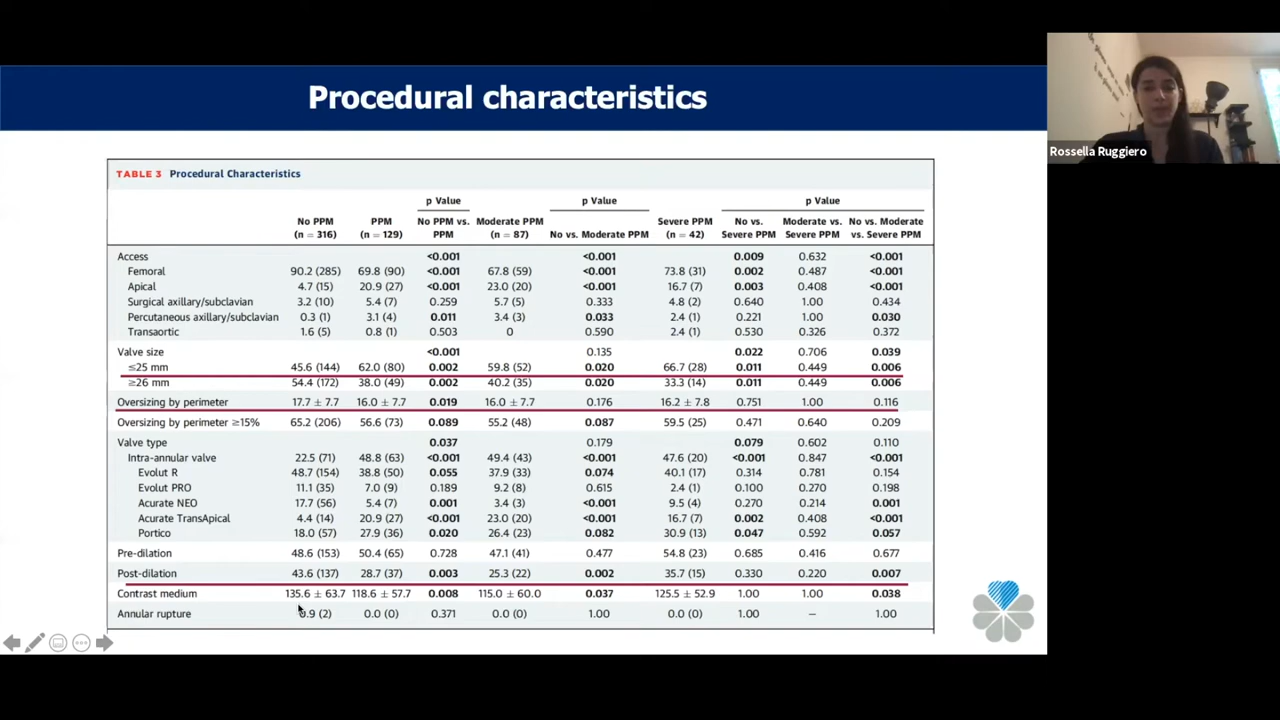 Procedural characteristics
Rossella Ruggiero
TABLE 3 Procedural Characteristics
p Value p Value p Value
No PPM PPM No PPM vs. Moderate PPM Severe PPM No vs. Moderate vs. No vs. Moderate
(n = 316) (n = 129) PPM (n = 87) No vs. Moderate PPM (n = 42) Severe PPM Severe PPM vs. Severe PPM
Access <0.001 <0.001 0.009 0.632 <0.001
Femoral 90.2 (285) 69.8 (90) <0.001 67.8 (59) <0.001 73.8 (31) 0.002 0.487 <0.001
Apical 4.7 (15) 20.9 (27) <0.001 23.0 (20) <0.001 16.7 (7) 0.003 0.408 <0.001
Surgical axillary/subclavian 3.2 (10) 5.4 (7) 0.259 5.7 (5) 0.333 4.8 (2) 0.640 1.00 0.434
Percutaneous axillary/subclavian 0.3 (1) 3.1 (4) 0.011 3.4 (3) 0.033 2.4 (1) 0.221 1.00 0.030
Transaortic 1.6 (5) 0.8 (1) 0.503 0 0.590 2.4 (1) 0.530 0.326 0.372
Valve size <0.001 0.135 0.022 0.706 0.039
≤25 mm 45.6 (144) 62.0 (80) 0.002 59.8 (52) 0.020 66.7 (28) 0.011 0.449 0.006
≥26 mm 54.4 (172) 38.0 (49) 0.002 40.2 (35) 0.020 33.3 (14) 0.011 0.449 0.006
Oversizing by perimeter 17.7 ± 7.7 16.0 ± 7.7 0.019 16.0 ± 7.7 0.176 16.2 ± 7.8 0.751 1.00 0.116
Oversizing by perimeter ≥15% 65.2 (206) 56.6 (73) 0.089 55.2 (48) 0.087 59.5 (25) 0.471 0.640 0.209
Valve type 0.037 0.179 0.079 0.602 0.110
Intra-annular valve 22.5 (71) 48.8 (63) <0.001 49.4 (43) <0.001 47.6 (20) <0.001 0.847 <0.001
Evolut R 48.7 (154) 38.8 (50) 0.055 37.9 (33) 0.074 40.1 (17) 0.314 0.781 0.154
Evolut PRO 11.1 (35) 7.0 (9) 0.189 9.2 (8) 0.615 2.4 (1) 0.100 0.270 0.198
Acurate NEO 17.7 (56) 5.4 (7) 0.001 3.4 (3) <0.001 9.5 (4) 0.270 0.214 0.001
Acurate TransApical 4.4 (14) 20.9 (27) <0.001 23.0 (20) <0.001 16.7 (7) 0.002 0.408 <0.001
Portico 18.0 (57) 27.9 (36) 0.020 26.4 (23) 0.082 30.9 (13) 0.047 0.592 0.057
Pre-dilation 48.6 (153) 50.4 (65) 0.728 47.1 (41) 0.477 54.8 (23) 0.685 0.416 0.677
Post-dilation 43.6 (137) 28.7 (37) 0.003 25.3 (22) 0.002 35.7 (15) 0.330 0.220 0.007
Contrast medium 135.6 ± 63.7 118.6 ± 57.7 0.008 115.0 ± 60.0 0.037 125.5 ± 52.9 1.00 1.00 0.038
Annular rupture 0.9 (2) 0.0 (0) 0.371 0.0 (0) 1.00 0.0 (0) 1.00 – 1.00